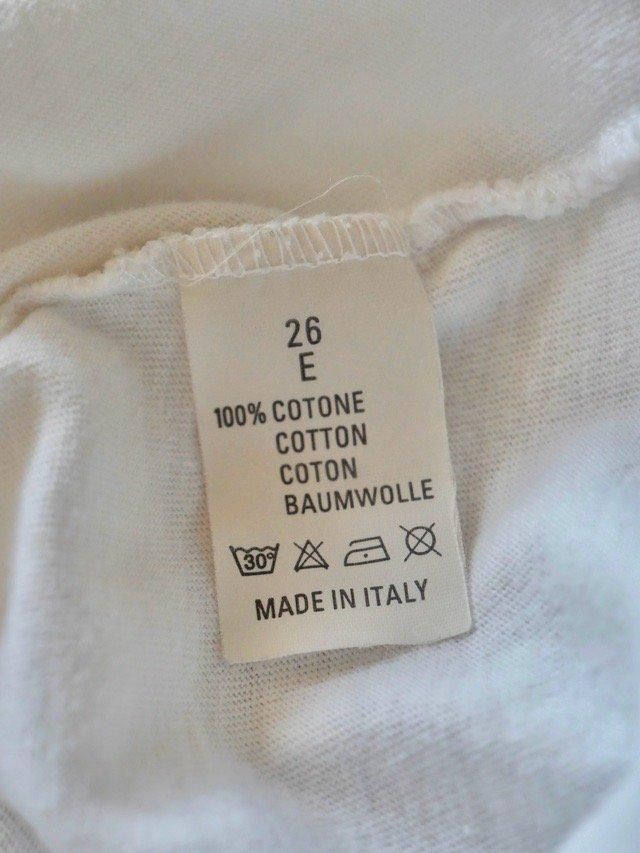 26
E
100% COTONE
COTTON
COTON
BAUMWOLLE
30°
MADE IN ITALY